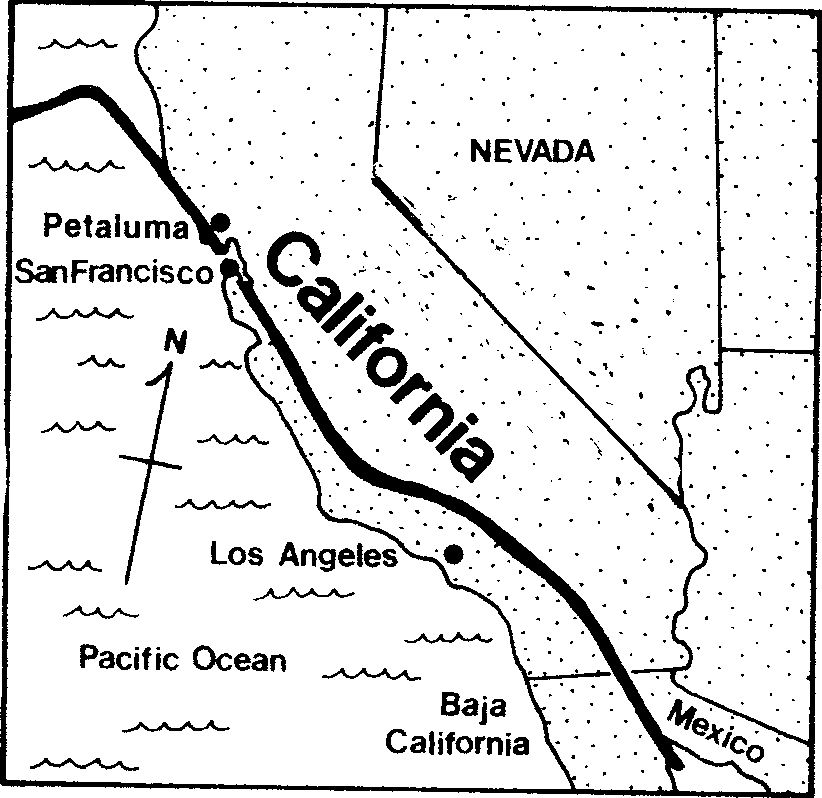 NEVADA
Petaluma
SanFrancisco
California
N
Los Angeles
Pacific Ocean
Baja
California
Mexico